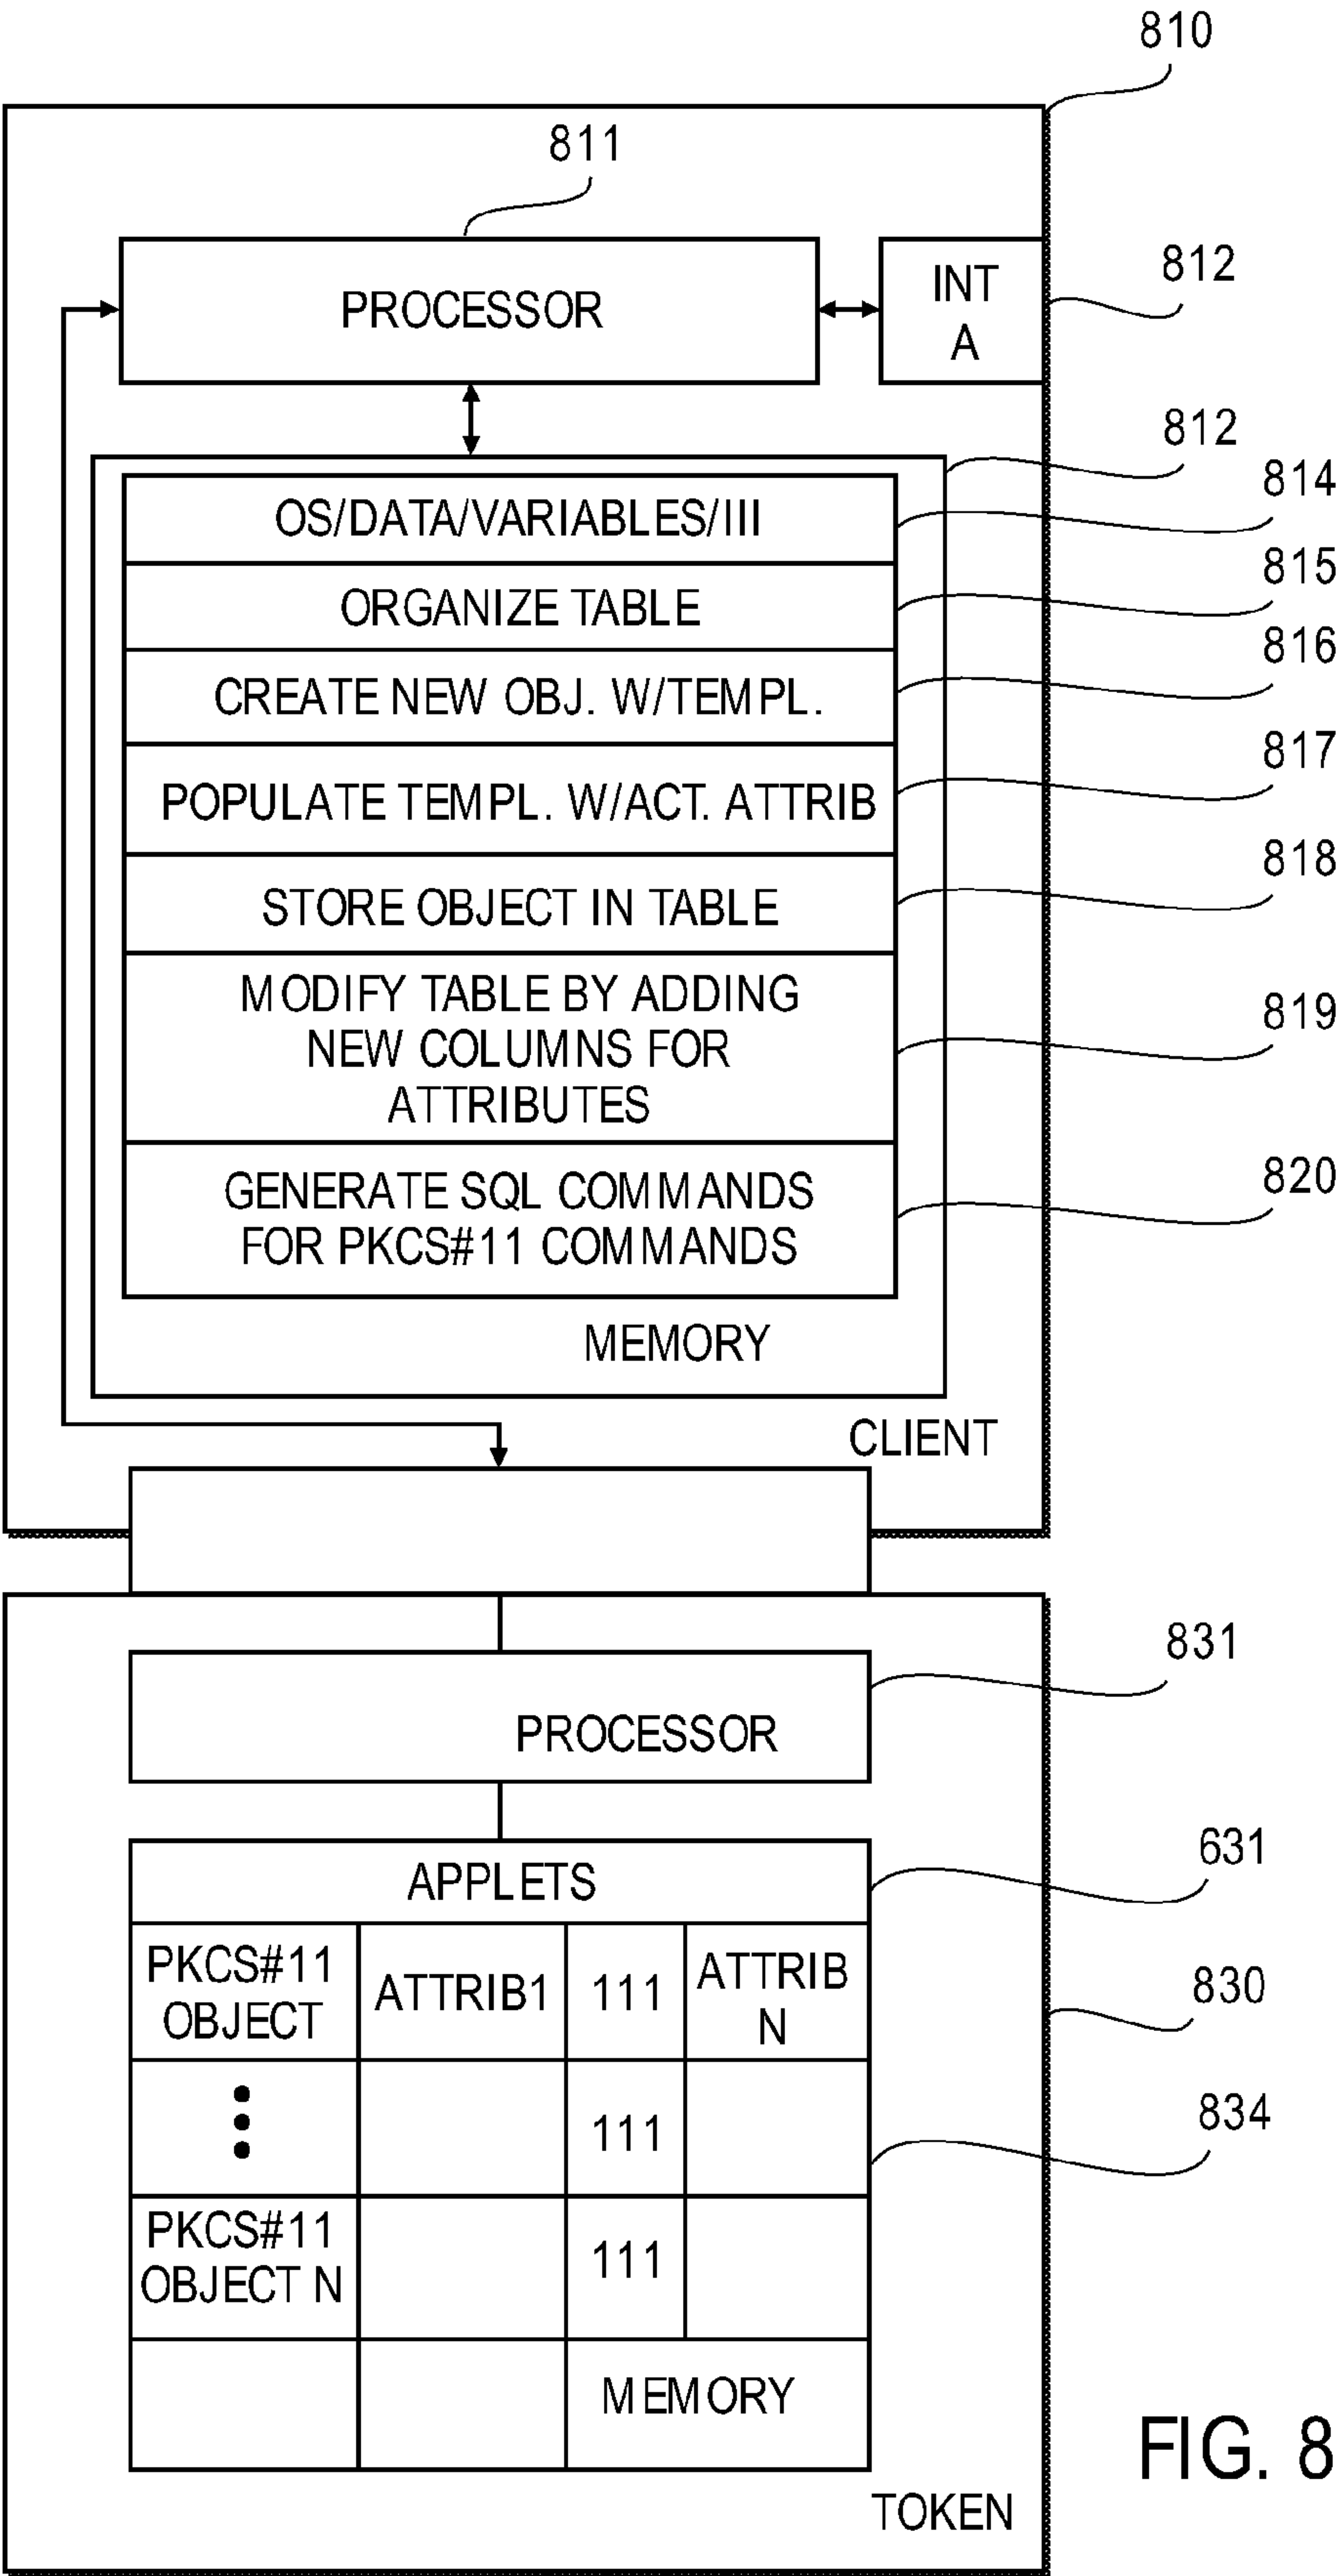 810
811
PROCESSOR
INT
A
812
812
OS/DATA/VARIABLES/III
814
ORGANIZE TABLE
815
CREATE NEW OBJ. W/TEMPL.
816
POPULATE TEMPL. W/ACT. ATTRIB
817
STORE OBJECT IN TABLE
818
MODIFY TABLE BY ADDING
NEW COLUMNS FOR
ATTRIBUTES
819
GENERATE SQL COMMANDS
FOR PKCS#11 COMMANDS
820
MEMORY
CLIENT
PROCESSOR
831
APPLETS
631
PKCS#11
OBJECT
ATTRIB1
111
ATTRIB
N
830
111
834
PKCS#11
OBJECT N
111
MEMORY
TOKEN
FIG. 8